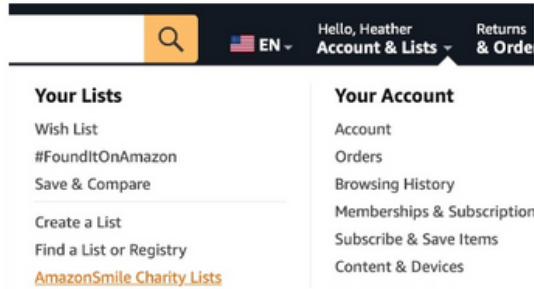 EN
Hello, Heather
Account & Lists
Returns
& Order
Your Lists
Wish List
#FoundItOnAmazon
Save & Compare
Create a List
Find a List or Registry
AmazonSmile Charity Lists
Your Account
Account
Orders
Browsing History
Memberships & Subscription
Subscribe & Save Items
Content & Devices